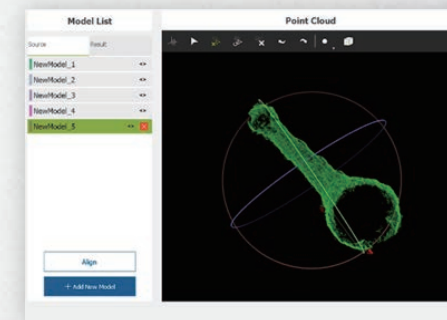 Model List
Point Cloud
Source
Result
NewModel_1
NewModel_2
NewModel_3
NewModel_4
NewModel_5
Align
+ Add New Model